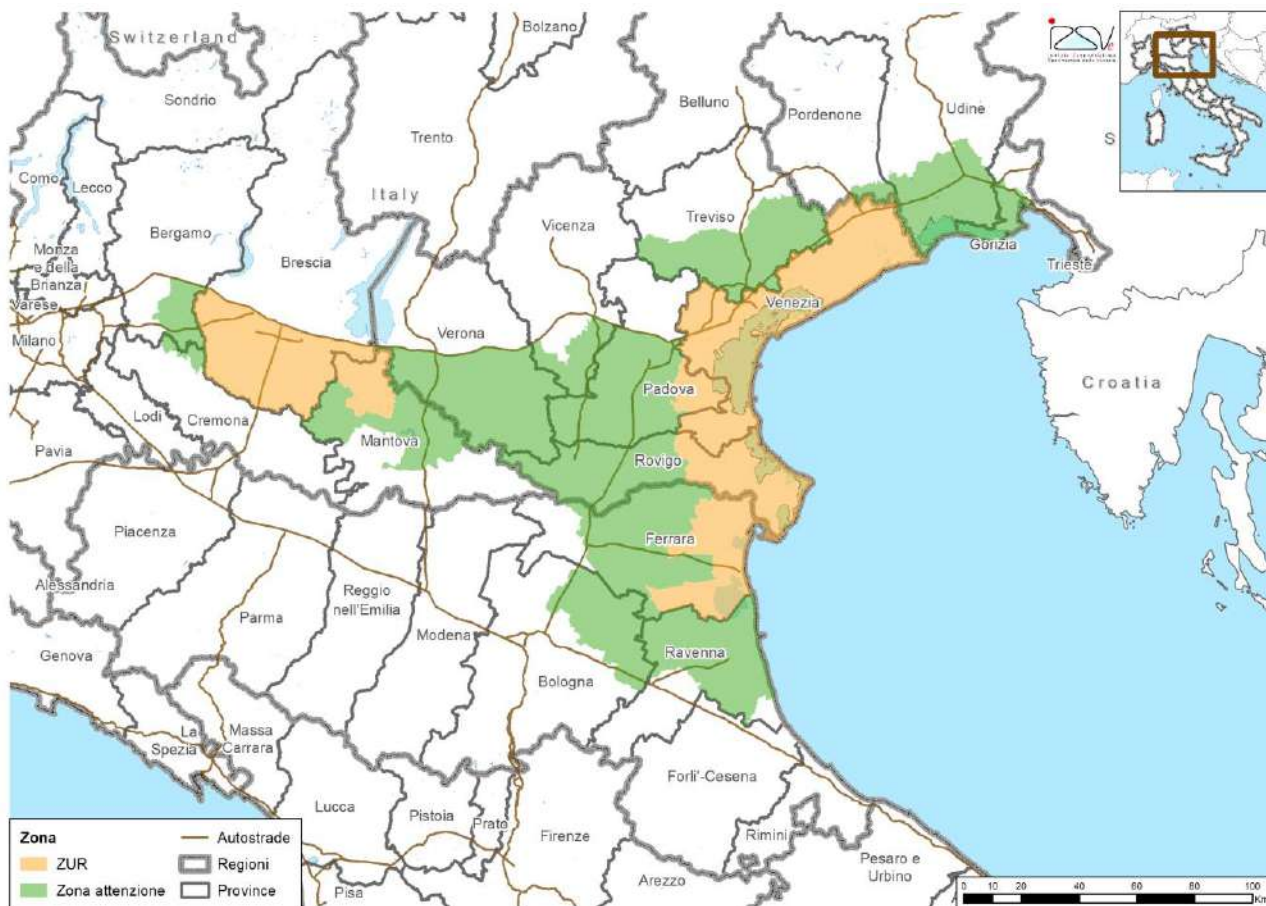 Switzerland
Bolzano
Sondrio
Belluno
Pordenone
Udine
S
Trento
Como
Lecco
Italy
Bergamo
Vicenza
Treviso
Gorizia
Trieste
Monza
e della
Brianza
Varese
Brescia
Verona
Venezia
Milano
Padova
Croatia
Lodi
Cremona
Mantova
Rovigo
Pavia
Piacenza
Ferrara
Alessandria
Reggio
nell'Emilia
Parma
Modena
Ravenna
Genova
Bologna
La
Spezia
Massa
Carrara
Forli'-Cesena
Lucca
Pistoia
Prato
Firenze
Rimini
Pesaro e
Urbino
Arezzo
Pisa
Zona
ZUR
Zona attenzione
Autostrade
Regioni
Province
0 10 20 40 60 80 100
Km